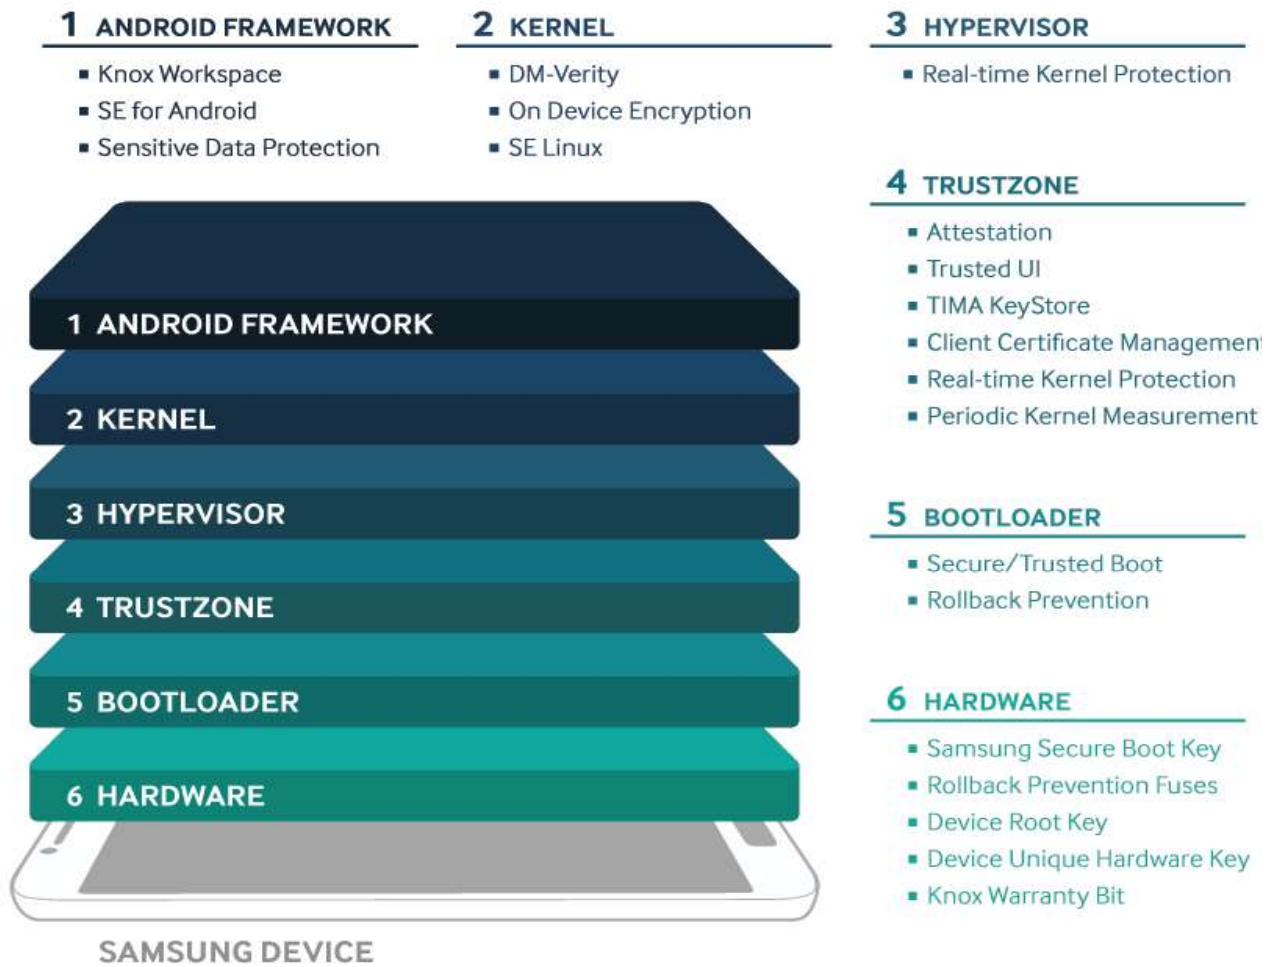 1 ANDROID FRAMEWORK
▪ Knox Workspace
▪ SE for Android
▪ Sensitive Data Protection
2 KERNEL
▪ DM-Verity
▪ On Device Encryption
▪ SE Linux
3 HYPERVISOR
▪ Real-time Kernel Protection
4 TRUSTZONE
▪ Attestation
▪ Trusted UI
▪ TIMA KeyStore
▪ Client Certificate Management
▪ Real-time Kernel Protection
▪ Periodic Kernel Measurement
5 BOOTLOADER
▪ Secure/Trusted Boot
▪ Rollback Prevention
6 HARDWARE
▪ Samsung Secure Boot Key
▪ Rollback Prevention Fuses
▪ Device Root Key
▪ Device Unique Hardware Key
▪ Knox Warranty Bit
1 ANDROID FRAMEWORK
2 KERNEL
3 HYPERVISOR
4 TRUSTZONE
5 BOOTLOADER
6 HARDWARE
SAMSUNG DEVICE